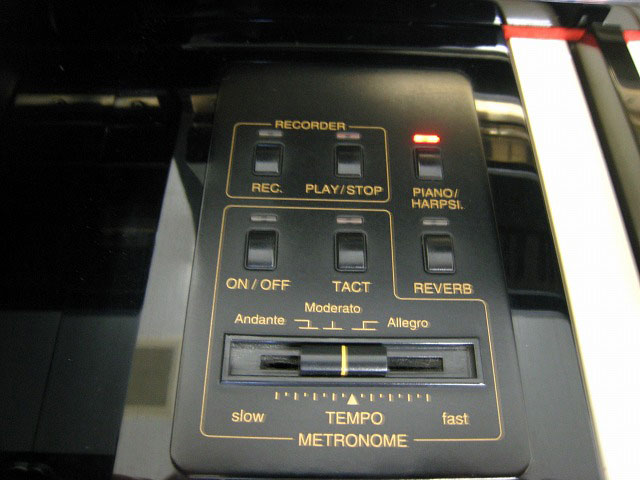 RECORDER
REC. PLAY/STOP
PIANO/
HARPSI.
ON / OFF TACT REVERB
Moderato
Andante Allegro
slow TEMPO fast
METRONOME